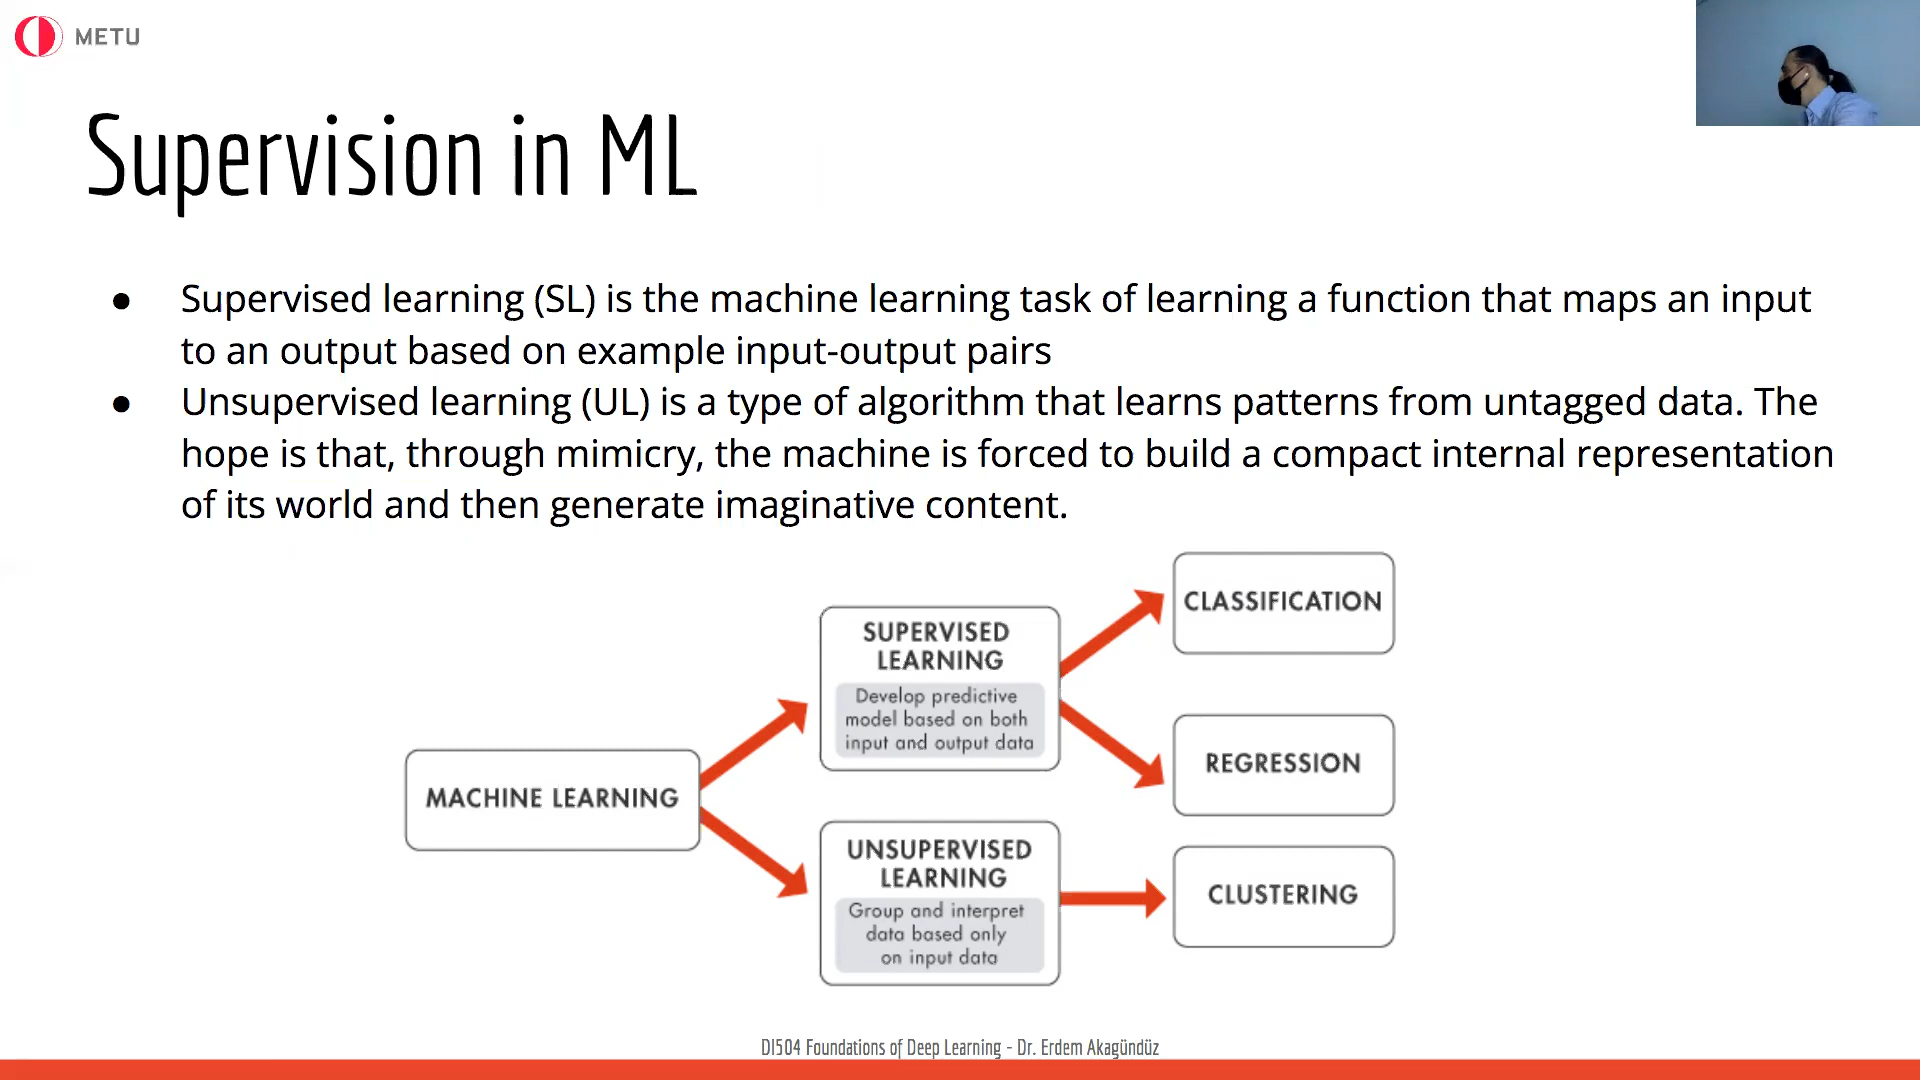 METU
Supervision in ML
● Supervised learning (SL) is the machine learning task of learning a function that maps an input
to an output based on example input-output pairs
● Unsupervised learning (UL) is a type of algorithm that learns patterns from untagged data. The
hope is that, through mimicry, the machine is forced to build a compact internal representation
of its world and then generate imaginative content.
MACHINE LEARNING
SUPERVISED
LEARNING
Develop predictive
model based on both
input and output data
CLASSIFICATION
REGRESSION
UNSUPERVISED
LEARNING
Group and interpret
data based only
on input data
CLUSTERING
DI504 Foundations of Deep Learning - Dr. Erdem Akagündüz